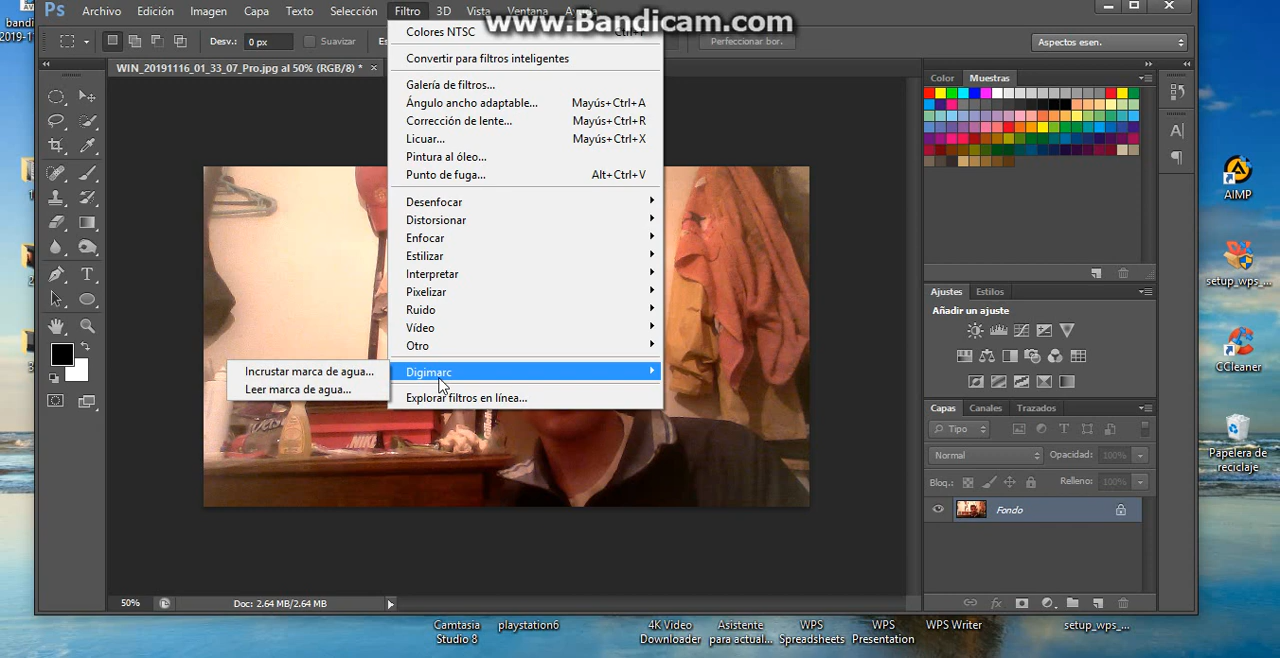 www.Bandicam.com
bandi
2019-11
Ps Archivo Edición Imagen Capa Texto Selección Filtro 3D Vista Ventana
Desv.: 0 px Suavizar
Perfeccionar bor.
Aspectos esen.
WIN_20191116_01_33_07_Pro.jpg al 50% (RGB/8) *
Colores NTSC Ctrl+F
Convertir para filtros inteligentes
Galería de filtros...
Ángulo ancho adaptable... Mayús+Ctrl+A
Corrección de lente... Mayús+Ctrl+R
Licuar... Mayús+Ctrl+X
Pintura al óleo...
Punto de fuga... Alt+Ctrl+V
Desenfocar
Distorsionar
Enfocar
Estilizar
Interpretar
Pixelizar
Ruido
Vídeo
Otro
Digimarc
Explorar filtros en línea...
Incrustar marca de agua...
Leer marca de agua...
NIKE
Color Muestras
Ajustes Estilos
Añadir un ajuste
Capas Canales Trazados
Tipo
Normal Opacidad: 100%
Bloq.: Relleno: 100%
Fondo
50% Doc: 2.64 MB/2.64 MB
AIMP
setup_wps_...
CCleaner
Papelera de
reciclaje
Camtasia
Studio 8
playstation6
4K Video
Downloader
Asistente
para actual...
WPS
Spreadsheets
WPS
Presentation
WPS Writer
setup_wps_...